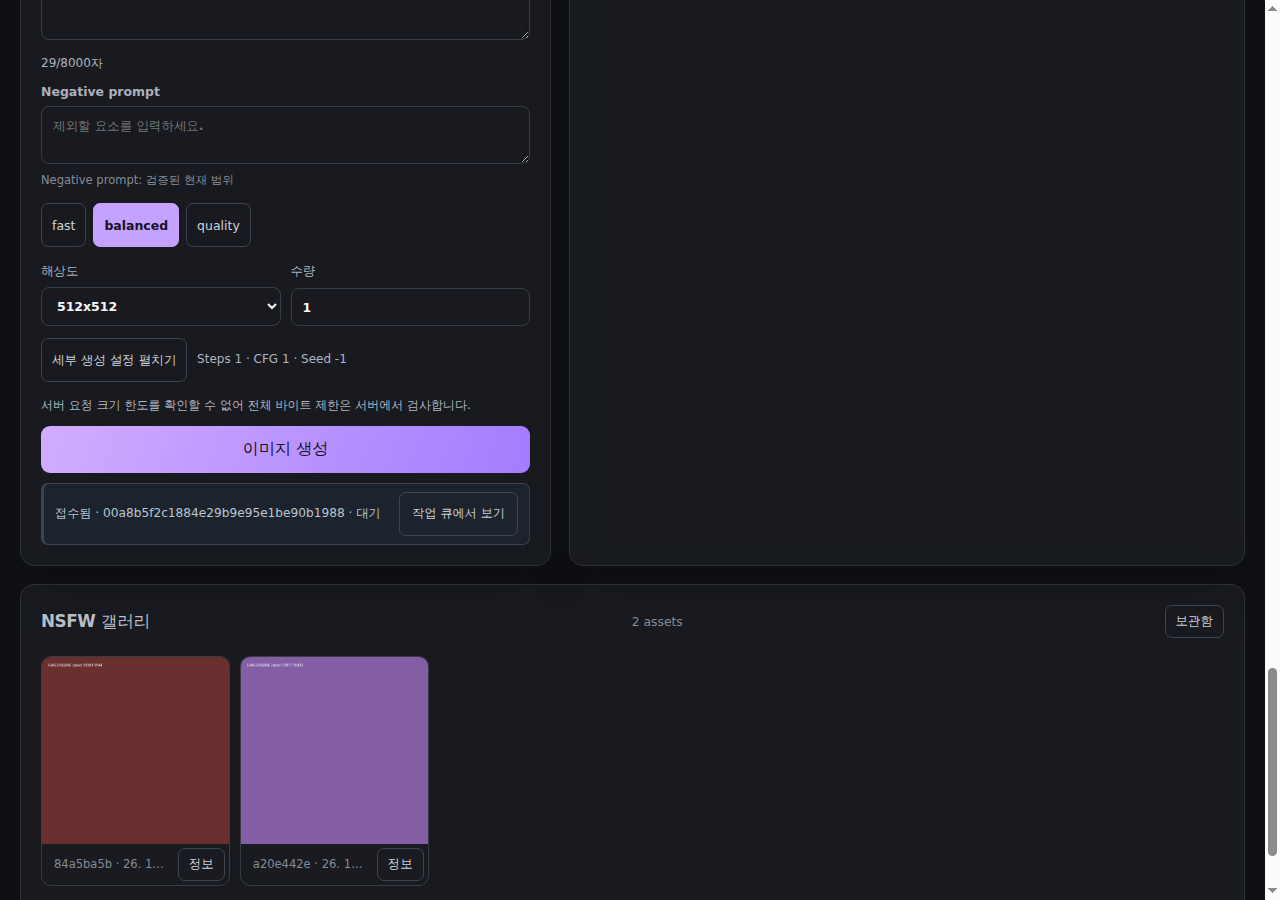 29/8000자
Negative prompt
제외할 요소를 입력하세요.
Negative prompt: 검증된 현재 범위
fast balanced quality
해상도 수량
512x512 1
세부 생성 설정 펼치기 Steps 1 · CFG 1 · Seed -1
서버 요청 크기 한도를 확인할 수 없어 전체 바이트 제한은 서버에서 검사합니다.
이미지 생성
접수됨 · 00a8b5f2c1884e29b9e95e1be90b1988 · 대기 작업 큐에서 보기
NSFW 갤러리 2 assets 보관함
84a5ba5b · 26. 1… 정보 a20e442e · 26. 1… 정보